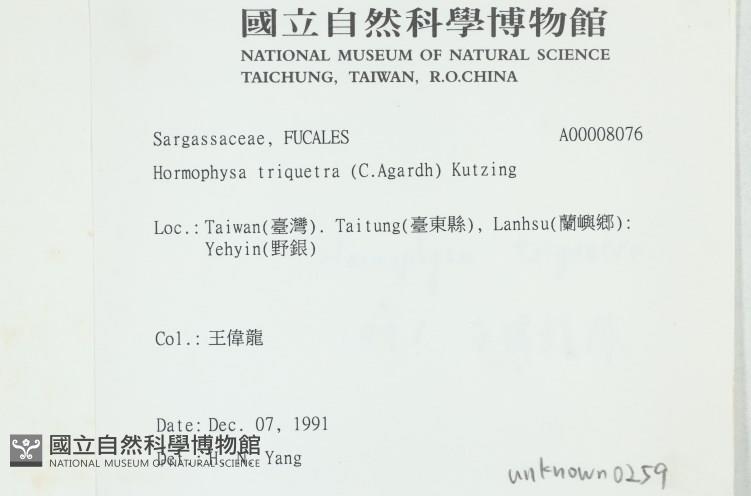 國立自然科學博物館
NATIONAL MUSEUM OF NATURAL SCIENCE
TAICHUNG, TAIWAN, R.O.CHINA
Sargassaceae, FUCALES A00008076
Hormophysa triquetra (C.Agardh) Kutzing
Loc.: Taiwan(臺灣). Taitung(臺東縣), Lanhsu(蘭嶼鄉):
Yehyin(野銀)
Col.: 王偉龍
Date: Dec. 07, 1991
Det.: H. N. Yang
國立自然科學博物館
NATIONAL MUSEUM OF NATURAL SCIENCE
unknown0259